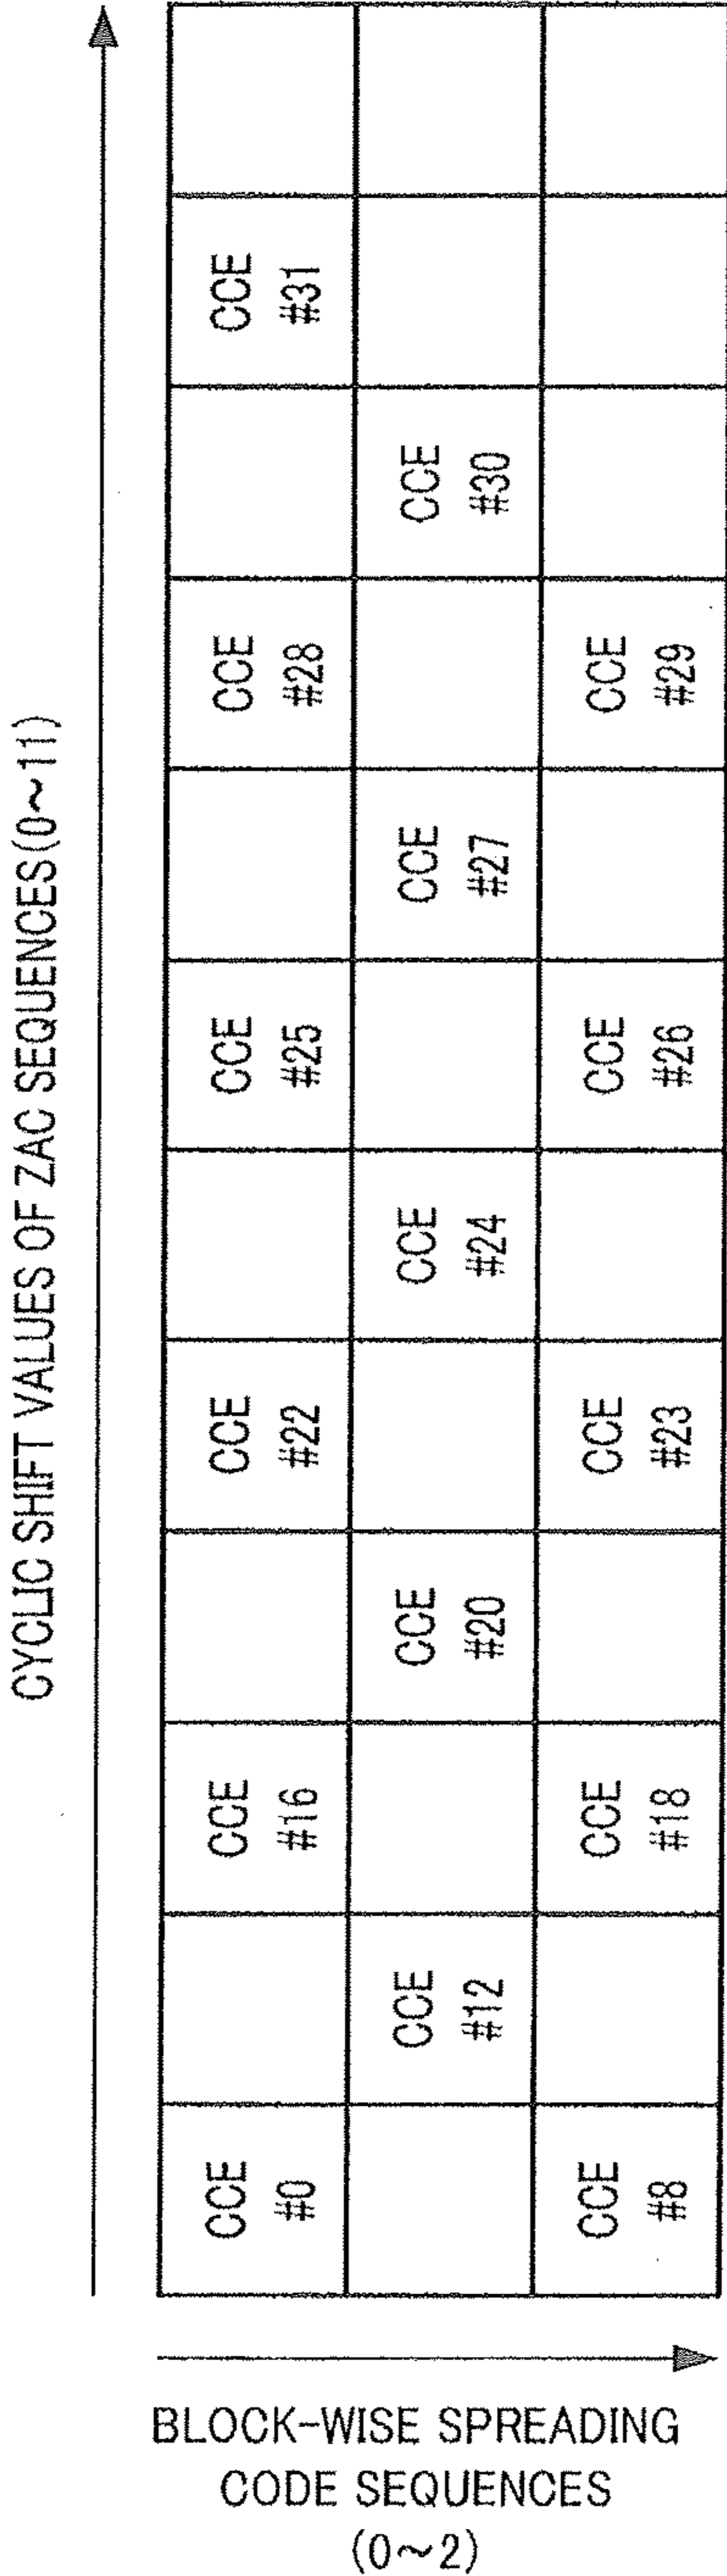 CYCLIC SHIFT VALUES OF ZAC SEQUENCES(0~11)
CCE
#0
CCE
#16
CCE
#22
CCE
#25
CCE
#28
CCE
#31
CCE
#12
CCE
#20
CCE
#24
CCE
#27
CCE
#30
CCE
#8
CCE
#18
CCE
#23
CCE
#26
CCE
#29
BLOCK-WISE SPREADING
CODE SEQUENCES
(0~2)